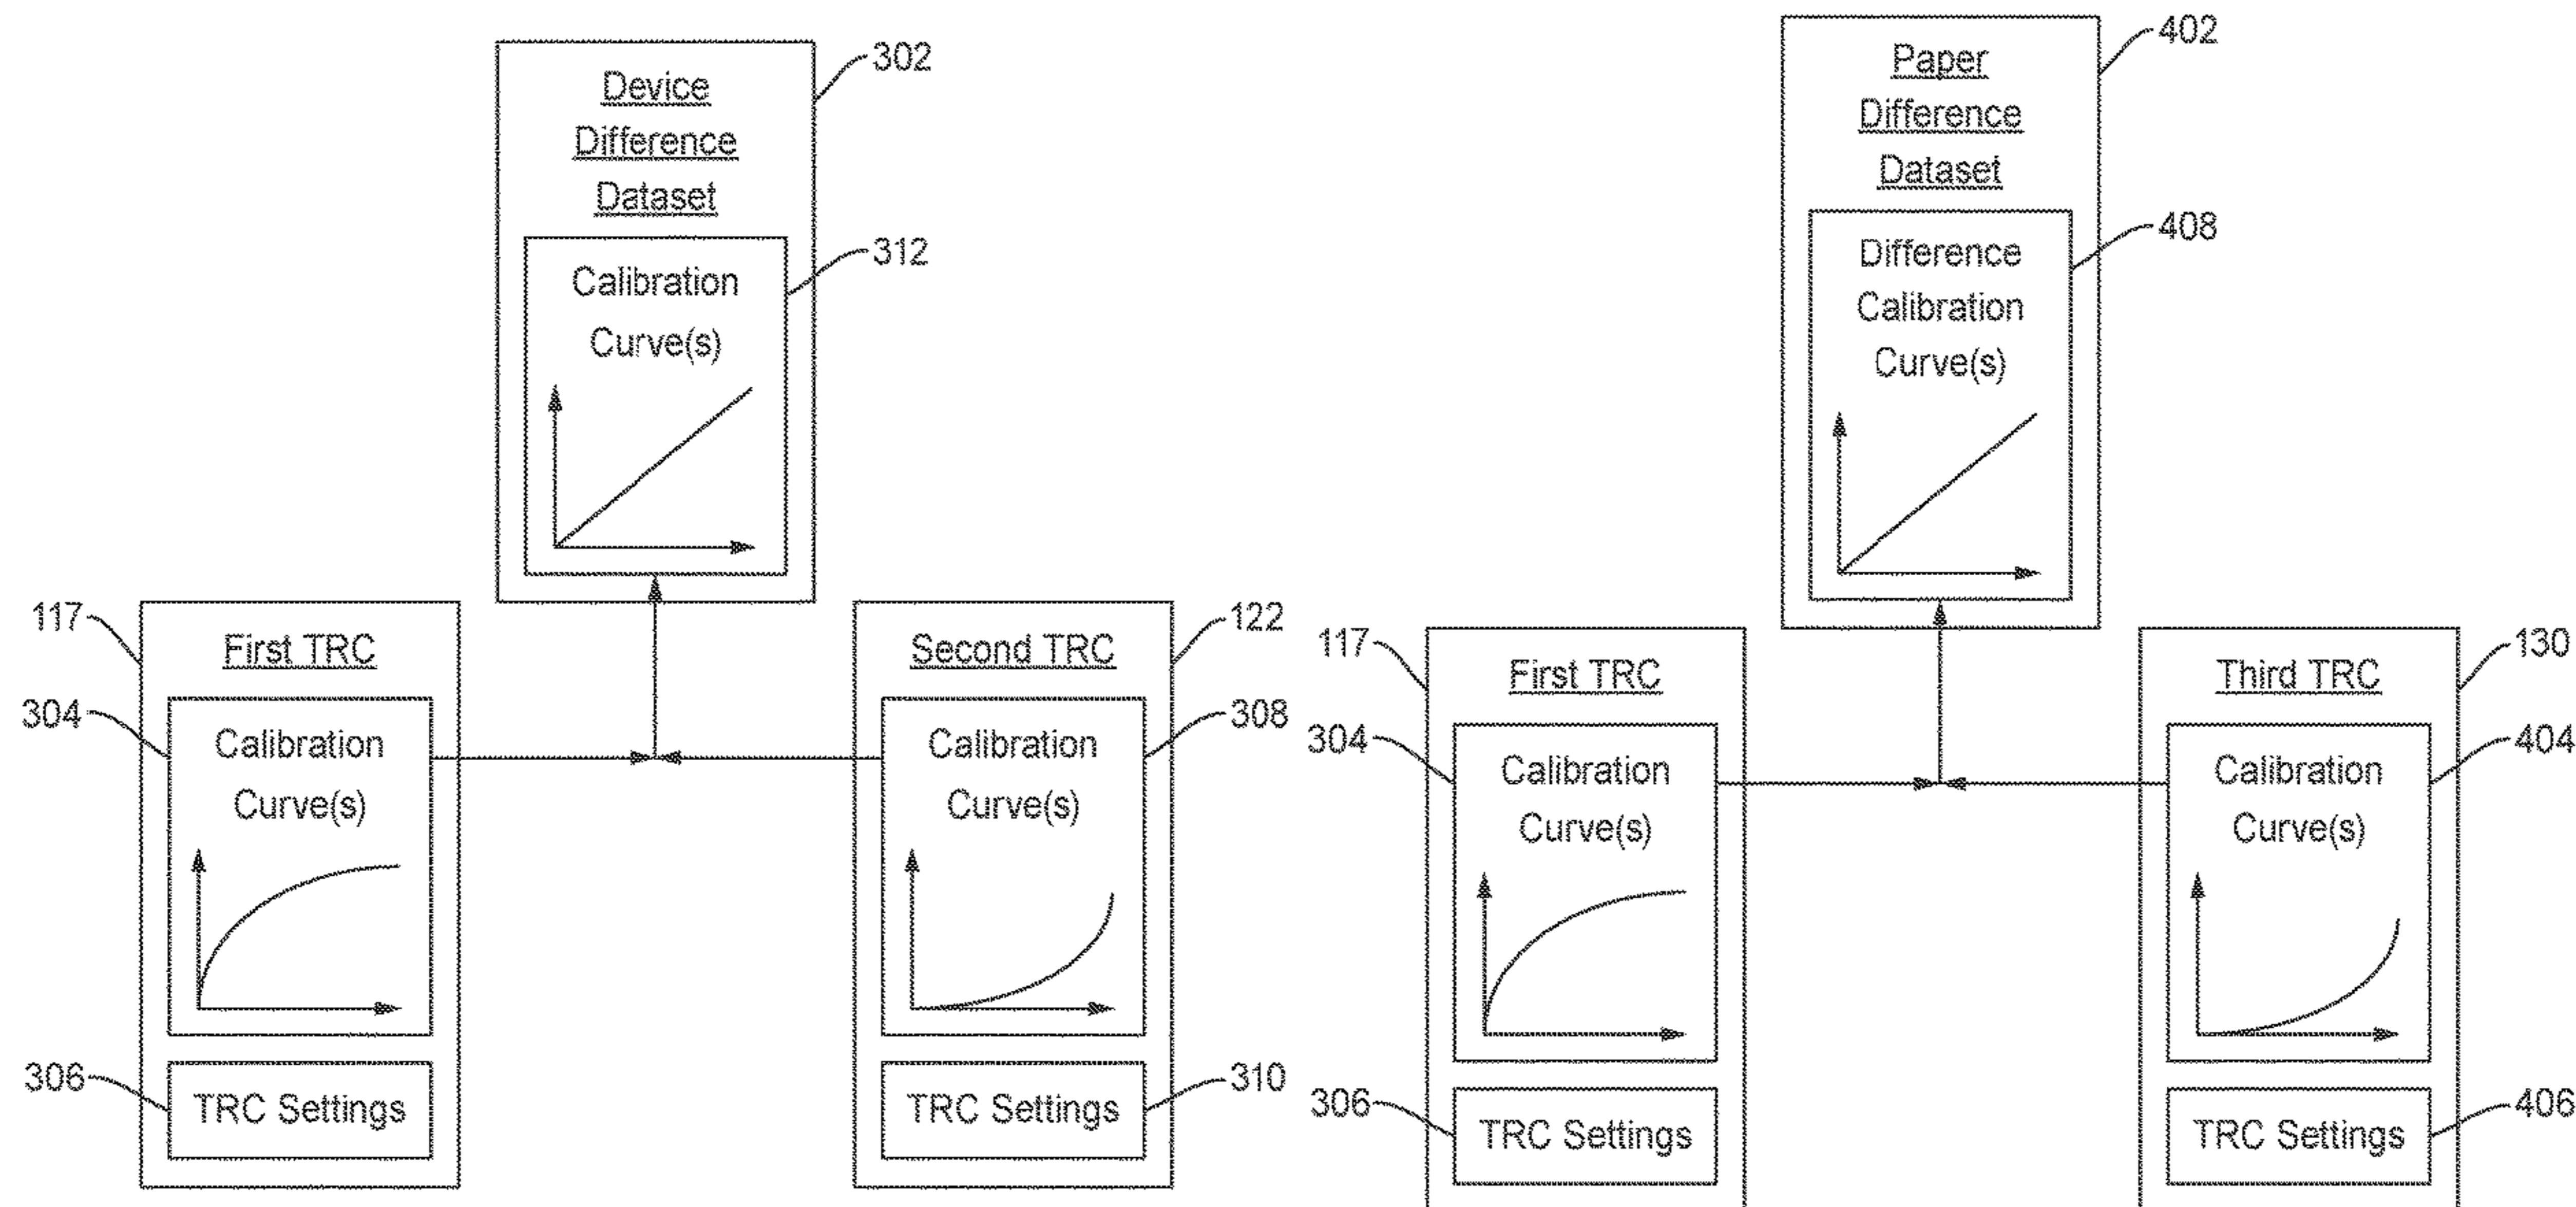 302
Device
Difference
Dataset
312
Calibration
Curve(s)
117
First TRC
304
Calibration
Curve(s)
306
TRC Settings
122
Second TRC
308
Calibration
Curve(s)
310
TRC Settings
402
Paper
Difference
Dataset
408
Difference
Calibration
Curve(s)
117
First TRC
304
Calibration
Curve(s)
306
TRC Settings
130
Third TRC
404
Calibration
Curve(s)
406
TRC Settings